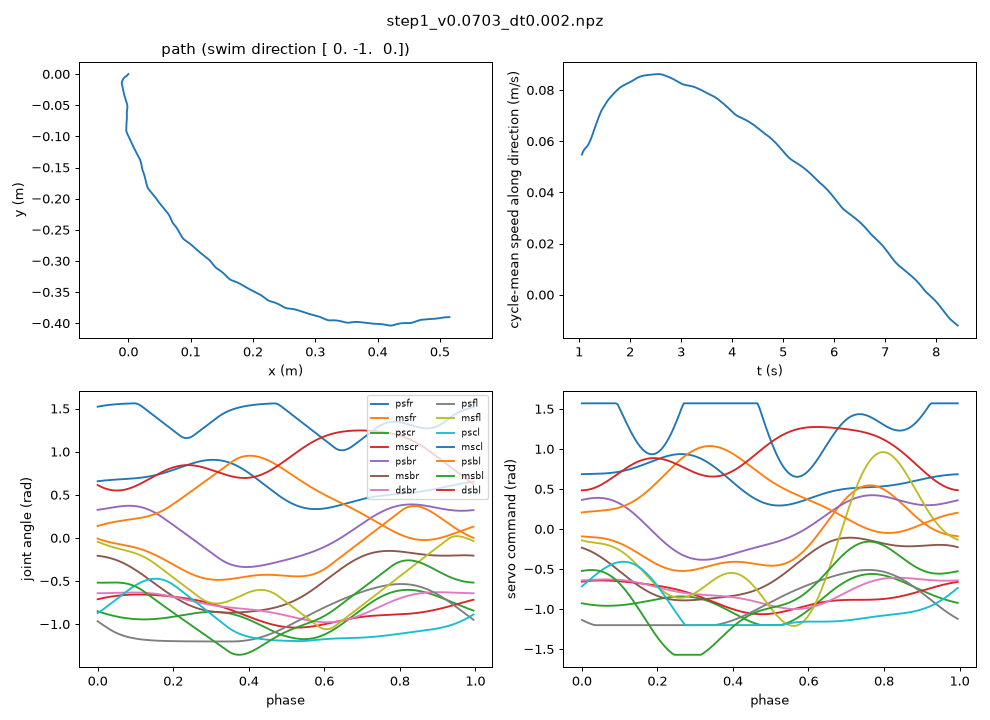 step1_v0.0703_dt0.002.npz
path (swim direction [ 0. -1.  0.])
0.00
−0.05
−0.10
−0.15
−0.20
−0.25
−0.30
−0.35
−0.40
y (m)
0.0
0.1
0.2
0.3
0.4
0.5
x (m)
0.08
0.06
0.04
0.02
0.00
cycle-mean speed along direction (m/s)
1
2
3
4
5
6
7
8
t (s)
1.5
1.0
0.5
0.0
−0.5
−1.0
joint angle (rad)
0.0
0.2
0.4
0.6
0.8
1.0
phase
psfr
msfr
pscr
mscr
psbr
msbr
dsbr
psfl
msfl
pscl
mscl
psbl
msbl
dsbl
1.5
1.0
0.5
0.0
−0.5
−1.0
−1.5
servo command (rad)
0.0
0.2
0.4
0.6
0.8
1.0
phase